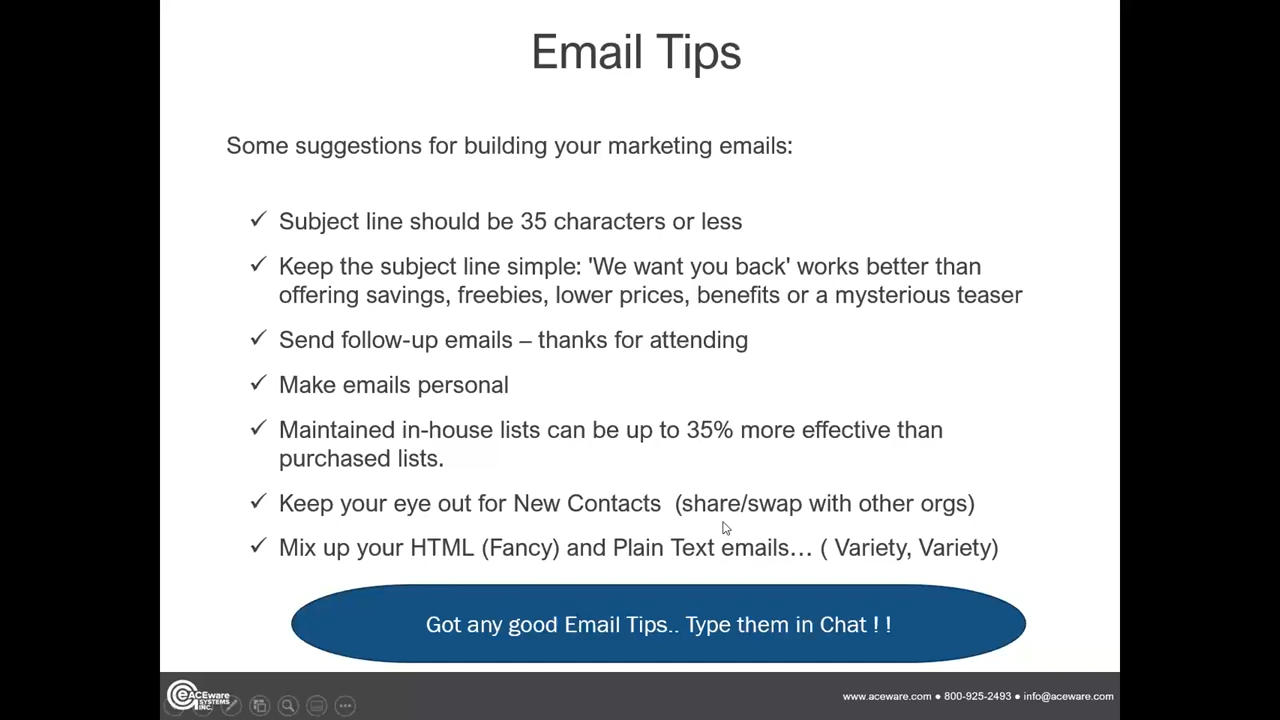 Email Tips
Some suggestions for building your marketing emails:
✓ Subject line should be 35 characters or less
✓ Keep the subject line simple: 'We want you back' works better than
offering savings, freebies, lower prices, benefits or a mysterious teaser
✓ Send follow-up emails – thanks for attending
✓ Make emails personal
✓ Maintained in-house lists can be up to 35% more effective than
purchased lists.
✓ Keep your eye out for New Contacts  (share/swap with other orgs)
✓ Mix up your HTML (Fancy) and Plain Text emails… ( Variety, Variety)
Got any good Email Tips.. Type them in Chat ! !
ACEware
SYSTEMS
INC.
www.aceware.com ● 800-925-2493 ● info@aceware.com